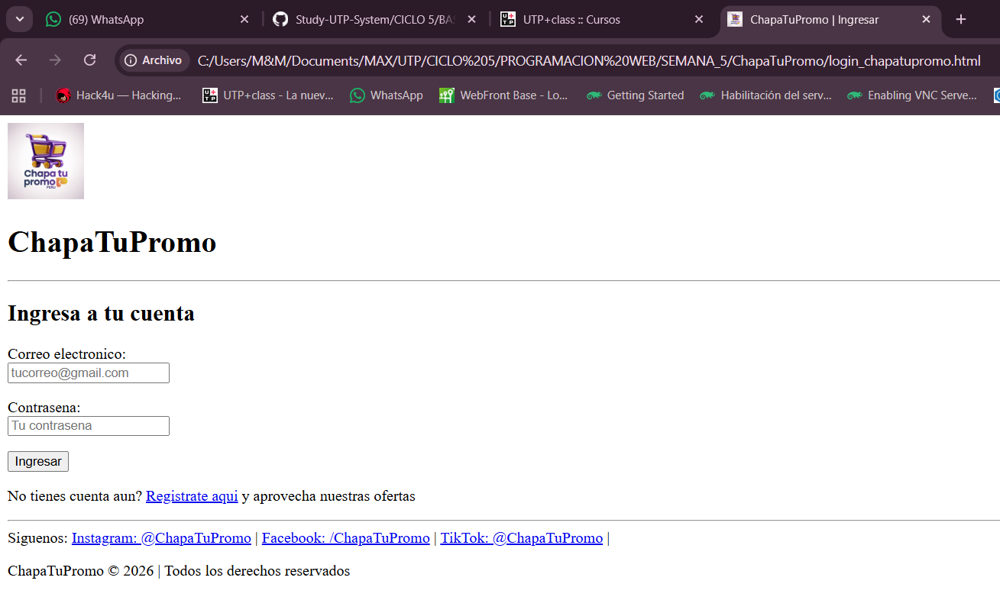 (69) WhatsApp
Study-UTP-System/CICLO 5/BAS
UTP+class :: Cursos
ChapaTuPromo | Ingresar
Archivo
C:/Users/M&M/Documents/MAX/UTP/CICLO%205/PROGRAMACION%20WEB/SEMANA_5/ChapaTuPromo/login_chapatupromo.html
Hack4u — Hacking...
UTP+class - La nuev...
WhatsApp
WebFront Base - Lo...
Getting Started
Habilitación del serv...
Enabling VNC Serve...
Chapa tu
promo
PERU
ChapaTuPromo
Ingresa a tu cuenta
Correo electronico:
tucorreo@gmail.com
Contrasena:
Tu contrasena
Ingresar
No tienes cuenta aun? Registrate aqui y aprovecha nuestras ofertas
Siguenos: Instagram: @ChapaTuPromo | Facebook: /ChapaTuPromo | TikTok: @ChapaTuPromo |
ChapaTuPromo © 2026 | Todos los derechos reservados